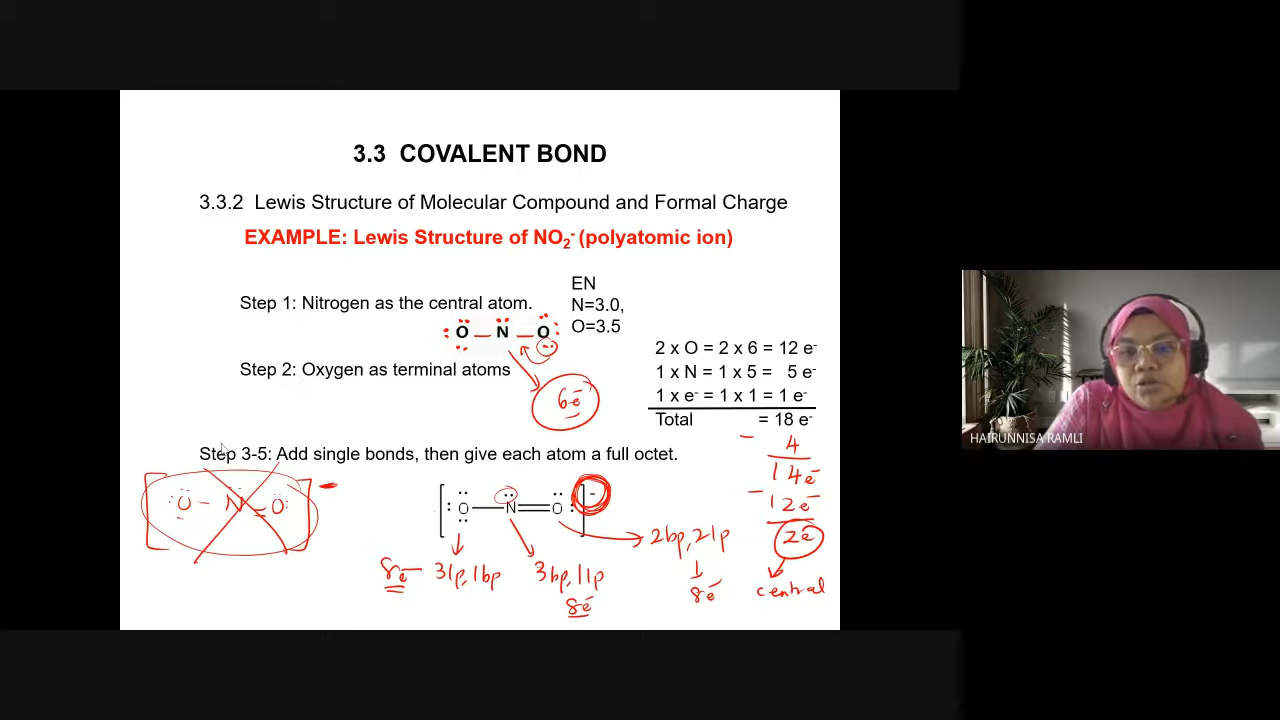 3.3 COVALENT BOND
3.3.2 Lewis Structure of Molecular Compound and Formal Charge
EXAMPLE: Lewis Structure of NO₂⁻ (polyatomic ion)
EN
Step 1: Nitrogen as the central atom.
N=3.0,
O=3.5
O – N – O
2 x O = 2 x 6 = 12 e⁻
Step 2: Oxygen as terminal atoms
1 x N = 1 x 5 = 5 e⁻
6e⁻
1 x e⁻ = 1 x 1 = 1 e⁻
Total = 18 e⁻
– 4
Step 3-5: Add single bonds, then give each atom a full octet.
14e⁻
– 12e⁻
2e⁻
central
[O – N = O]⁻
[O – N = O]⁻
2bp, 2lp
8e⁻
8e⁻ – 3lp, 1bp
3bp, 1lp
8e⁻
HAIRUNNISA RAMLI